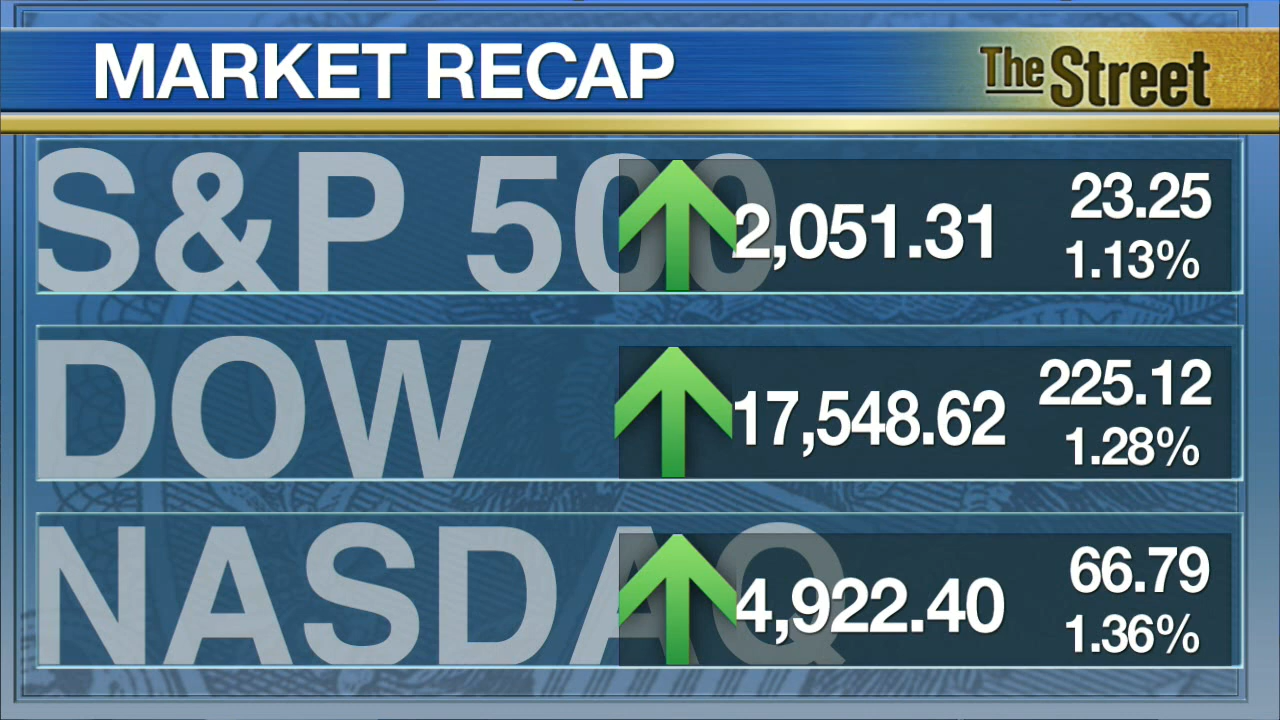 MARKET RECAP
The Street
S&P 500
2,051.31
23.25
1.13%
DOW
17,548.62
225.12
1.28%
NASDAQ
4,922.40
66.79
1.36%